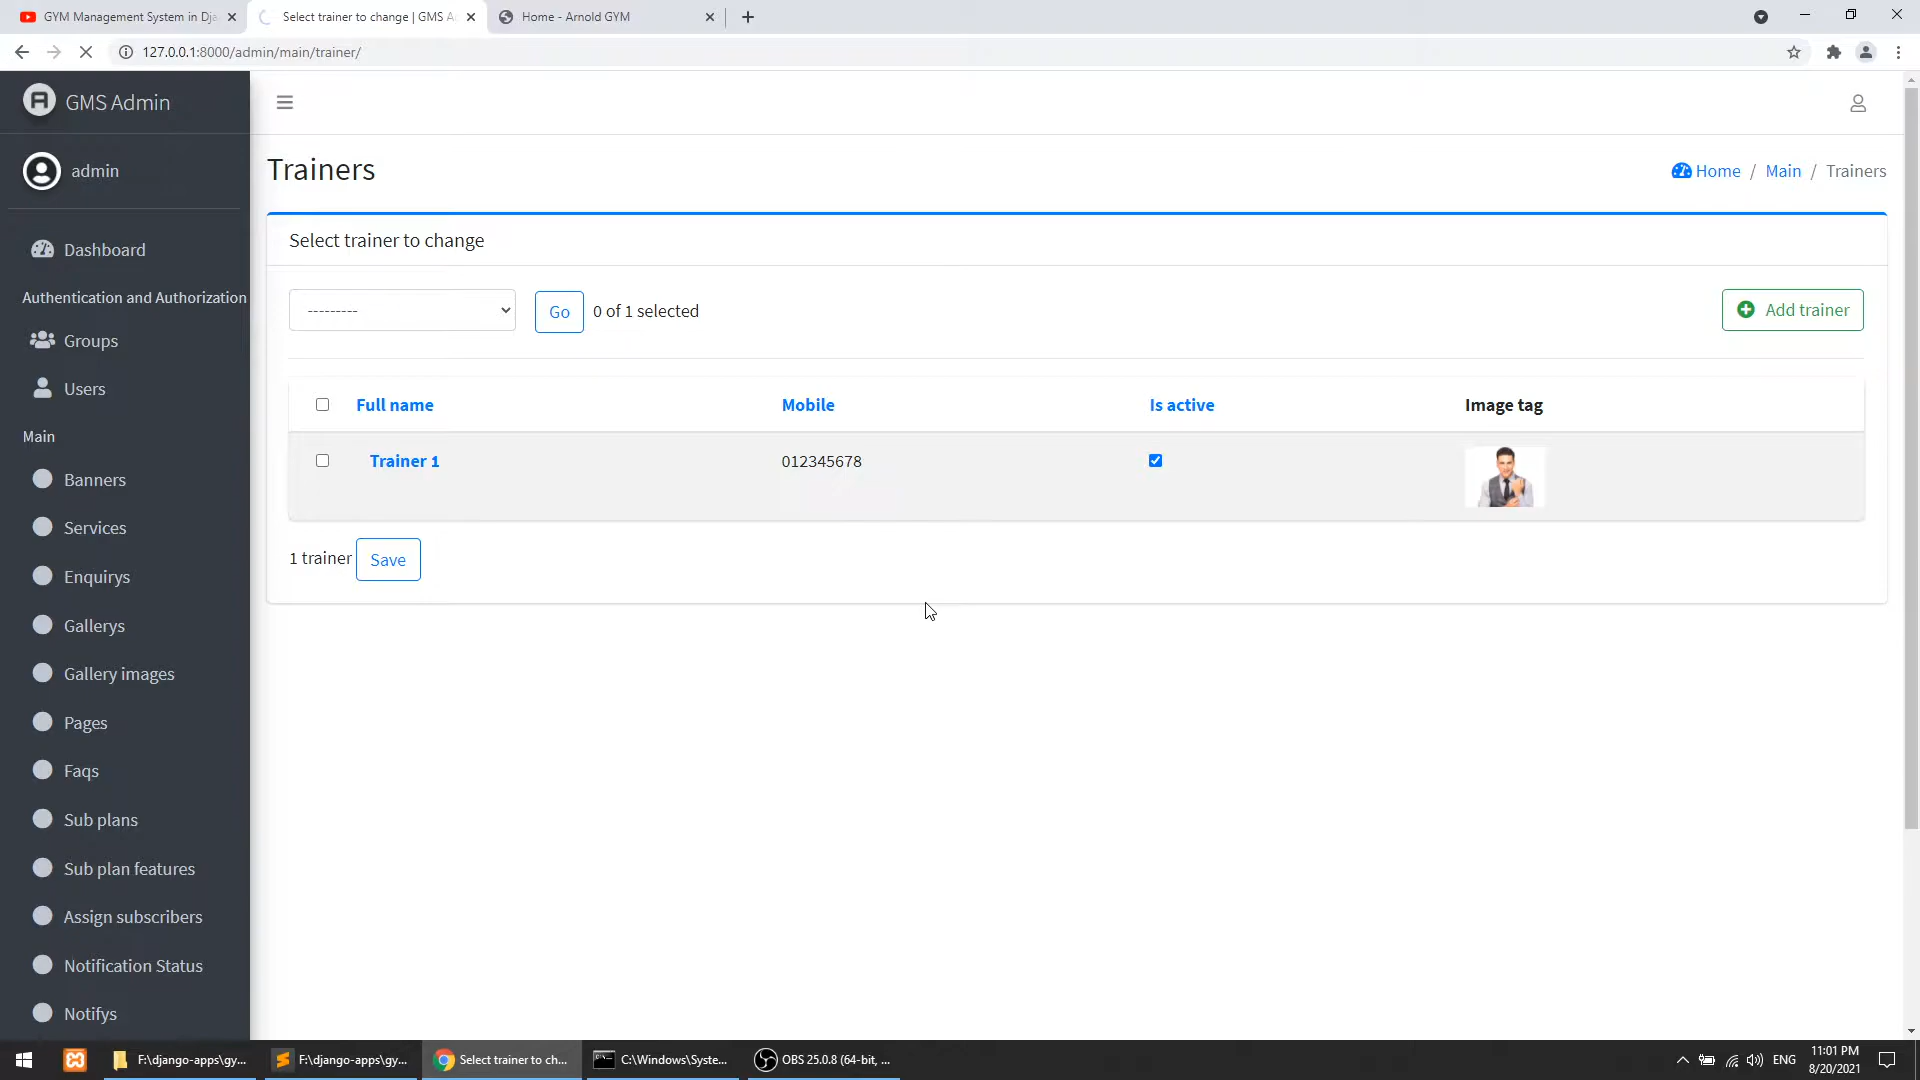 GYM Management System in Dja
Select trainer to change | GMS A
Home - Arnold GYM
127.0.0.1:8000/admin/main/trainer/
GMS Admin
admin
Trainers
Home / Main / Trainers
Dashboard
Authentication and Authorization
Groups
Users
Main
Banners
Services
Enquirys
Gallerys
Gallery images
Pages
Faqs
Sub plans
Sub plan features
Assign subscribers
Notification Status
Notifys
Select trainer to change
---------
Go
0 of 1 selected
Add trainer
Full name Mobile Is active Image tag
Trainer 1 012345678
1 trainer Save
F:\django-apps\gy...
F:\django-apps\gy...
Select trainer to ch...
C:\Windows\Syste...
OBS 25.0.8 (64-bit, ...
ENG
11:01 PM
8/20/2021